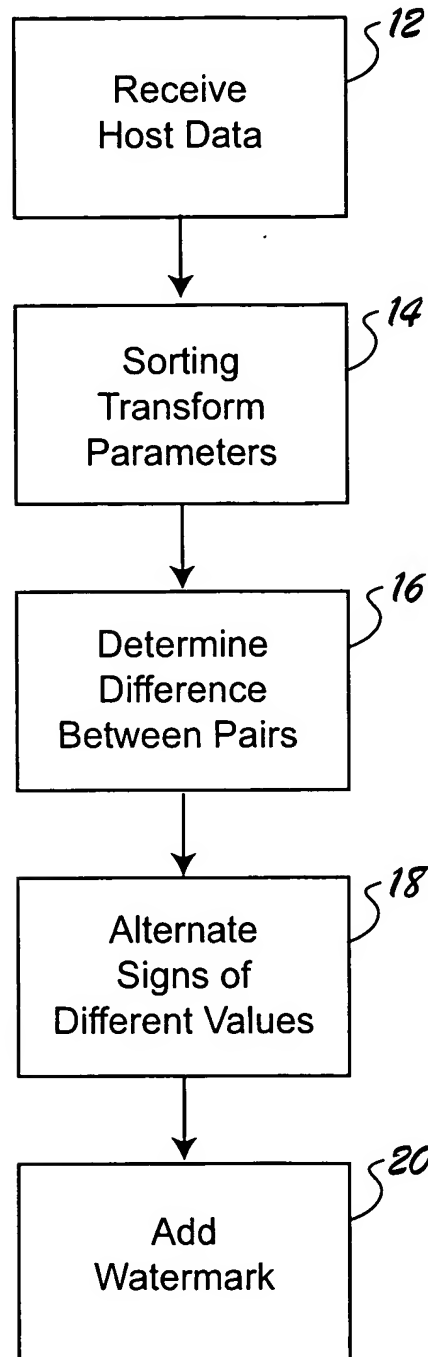 12
Receive
Host Data
14
Sorting
Transform
Parameters
16
Determine
Difference
Between Pairs
18
Alternate
Signs of
Different Values
20
Add
Watermark